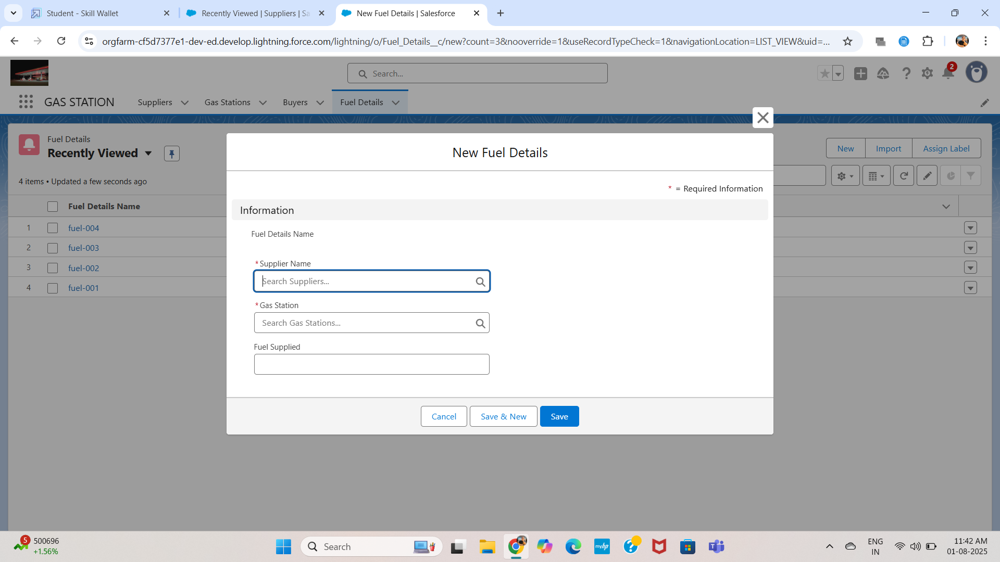 Student - Skill Wallet
Recently Viewed | Suppliers | Sa
New Fuel Details | Salesforce
orgfarm-cf5d7377e1-dev-ed.develop.lightning.force.com/lightning/o/Fuel_Details__c/new?count=3&nooverride=1&useRecordTypeCheck=1&navigationLocation=LIST_VIEW&uid=...
Search...
2
GAS STATION
Suppliers
Gas Stations
Buyers
Fuel Details
Fuel Details
Recently Viewed
New
Import
Assign Label
4 items • Updated a few seconds ago
Fuel Details Name
1 fuel-004
2 fuel-003
3 fuel-002
4 fuel-001
New Fuel Details
* = Required Information
Information
Fuel Details Name
*Supplier Name
Search Suppliers...
*Gas Station
Search Gas Stations...
Fuel Supplied
Cancel
Save & New
Save
5
500696
+1.56%
Search
myhp
ENG
IN
11:42 AM
01-08-2025